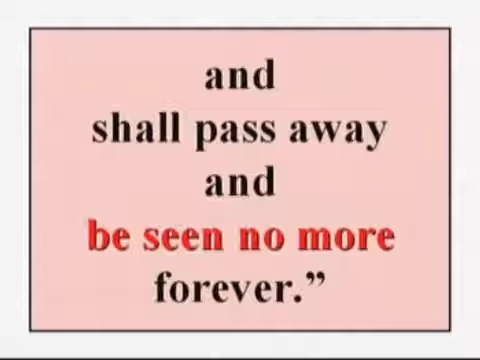 and
shall pass away
and
be seen no more
forever.”